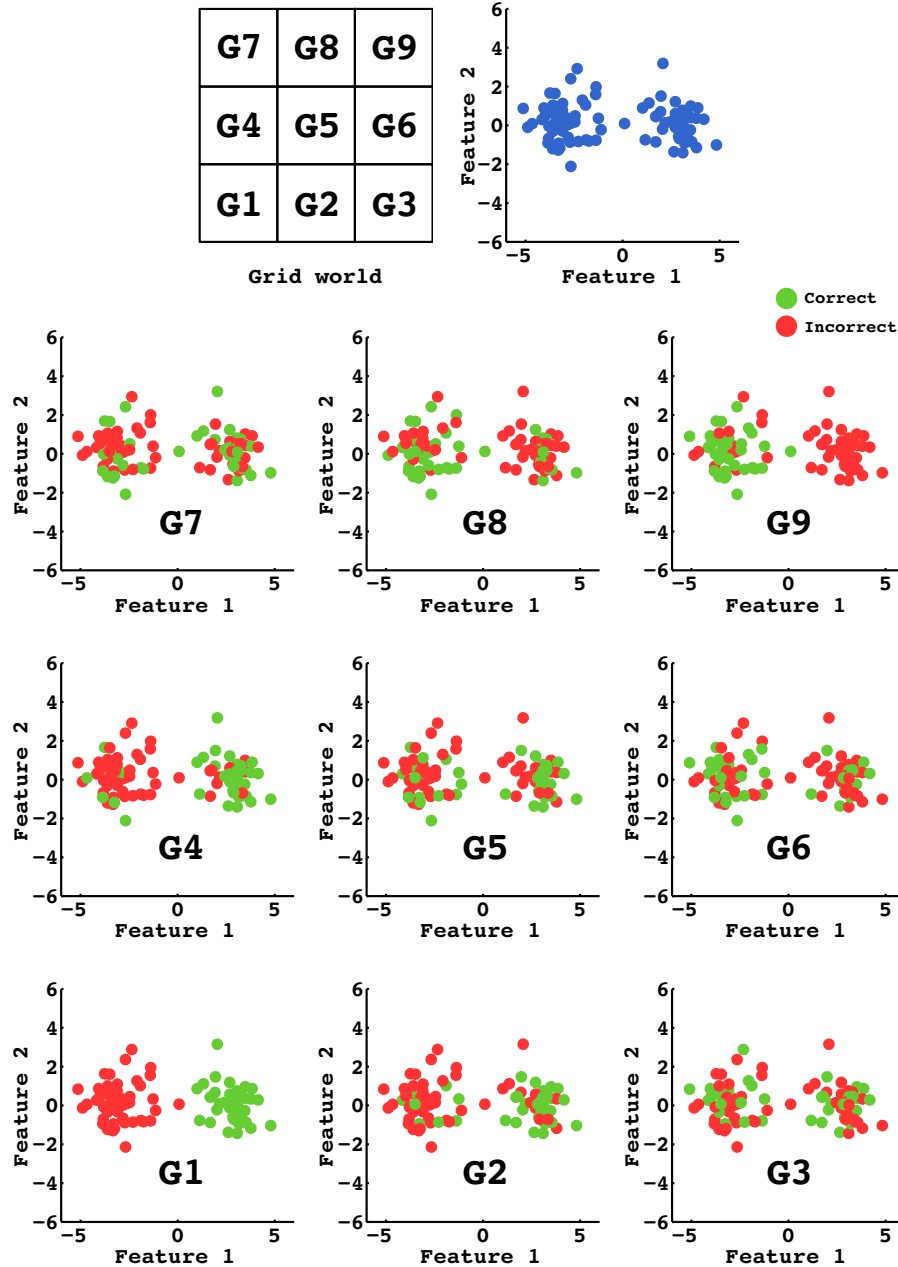 G7 G8 G9
G4 G5 G6
G1 G2 G3
Grid world
6
4
2
0
−2
−4
−6
Feature 2
−5 0 5
Feature 1
Correct
Incorrect
6
4
2
0
−2
−4
−6
Feature 2
G7
−5 0 5
Feature 1
6
4
2
0
−2
−4
−6
Feature 2
G8
−5 0 5
Feature 1
6
4
2
0
−2
−4
−6
Feature 2
G9
−5 0 5
Feature 1
6
4
2
0
−2
−4
−6
Feature 2
G4
−5 0 5
Feature 1
6
4
2
0
−2
−4
−6
Feature 2
G5
−5 0 5
Feature 1
6
4
2
0
−2
−4
−6
Feature 2
G6
−5 0 5
Feature 1
6
4
2
0
−2
−4
−6
Feature 2
G1
−5 0 5
Feature 1
6
4
2
0
−2
−4
−6
Feature 2
G2
−5 0 5
Feature 1
6
4
2
0
−2
−4
−6
Feature 2
G3
−5 0 5
Feature 1